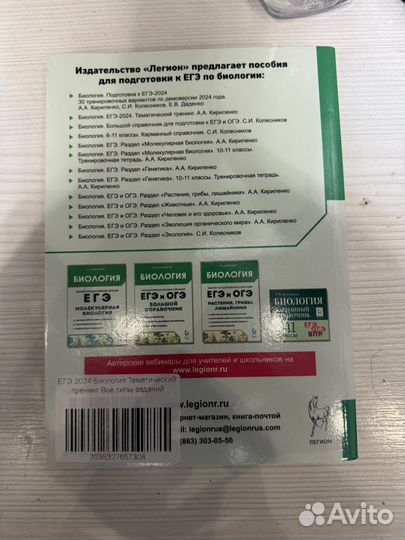 Издательство «Легион» предлагает пособия
для подготовки к ЕГЭ по биологии:
Биология. Подготовка к ЕГЭ-2024.
30 тренировочных вариантов по демоверсии 2024 года.
А.А. Кириленко, С.И. Колесников, Е.В. Даденко
Биология. ЕГЭ-2024. Тематический тренинг. А.А. Кириленко
Биология. Большой справочник для подготовки к ЕГЭ и ОГЭ. С.И. Колесников
Биология. 6-11 классы. Карманный справочник. С.И. Колесников
Биология. ЕГЭ. Раздел «Молекулярная биология». А.А. Кириленко
Биология. ЕГЭ. Раздел «Молекулярная биология». 10-11 классы.
Тренировочная тетрадь. А.А. Кириленко
Биология. ЕГЭ. Раздел «Генетика». А.А. Кириленко
Биология. ЕГЭ. Раздел «Генетика». 10-11 классы. Тренировочная тетрадь.
А.А. Кириленко
Биология. ЕГЭ и ОГЭ. Раздел «Растения, грибы, лишайники». А.А. Кириленко
Биология. ЕГЭ и ОГЭ. Раздел «Животные». А.А. Кириленко
Биология. ЕГЭ и ОГЭ. Раздел «Человек и его здоровье». А.А. Кириленко
Биология. ЕГЭ и ОГЭ. Раздел «Эволюция органического мира». А.А. Кириленко
Биология. ЕГЭ и ОГЭ. Раздел «Экология». С.И. Колесников
БИОЛОГИЯ
ЕГЭ
МОЛЕКУЛЯРНАЯ
БИОЛОГИЯ
БИОЛОГИЯ
ЕГЭ и ОГЭ
БОЛЬШОЙ
СПРАВОЧНИК
БИОЛОГИЯ
ЕГЭ и ОГЭ
РАСТЕНИЯ, ГРИБЫ,
ЛИШАЙНИКИ
БИОЛОГИЯ
КАРМАННЫЙ
СПРАВОЧНИК
11
КЛАССЫ
ЕГЭ
ОГЭ
ВПР
Авторские вебинары для учителей и школьников на
www.legionr.ru
ЕГЭ 2024 Биология Тематический
тренинг Все типы заданий
2038327657308
w.legionr.ru
рнет-магазин, книга-почтой
il: legionrus@legionrus.com
(863) 303-05-50
ЛЕГИОН
Avito